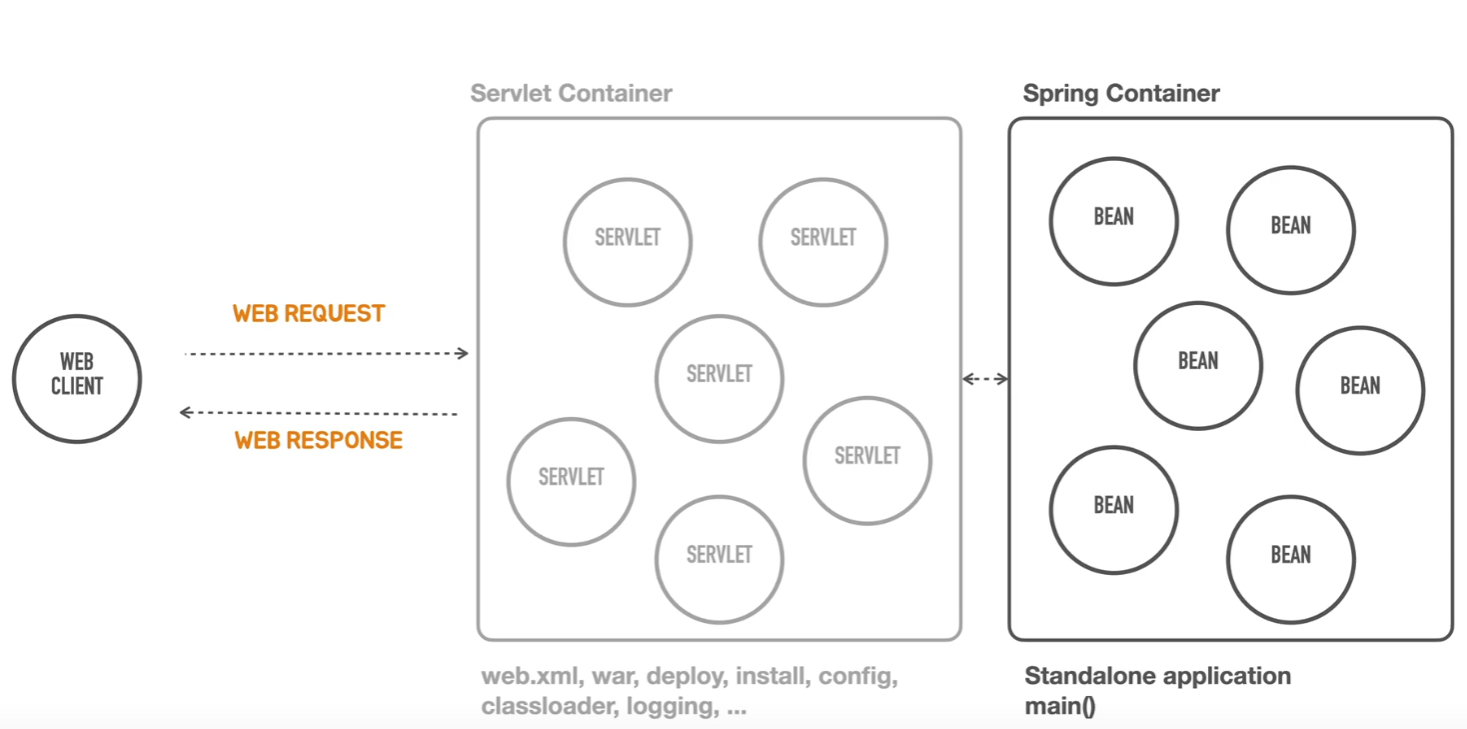 Servlet Container
Spring Container
SERVLET
SERVLET
BEAN
BEAN
WEB REQUEST
WEB
CLIENT
SERVLET
BEAN
BEAN
WEB RESPONSE
SERVLET
SERVLET
BEAN
SERVLET
BEAN
web.xml, war, deploy, install, config,
classloader, logging, ...
Standalone application
main()